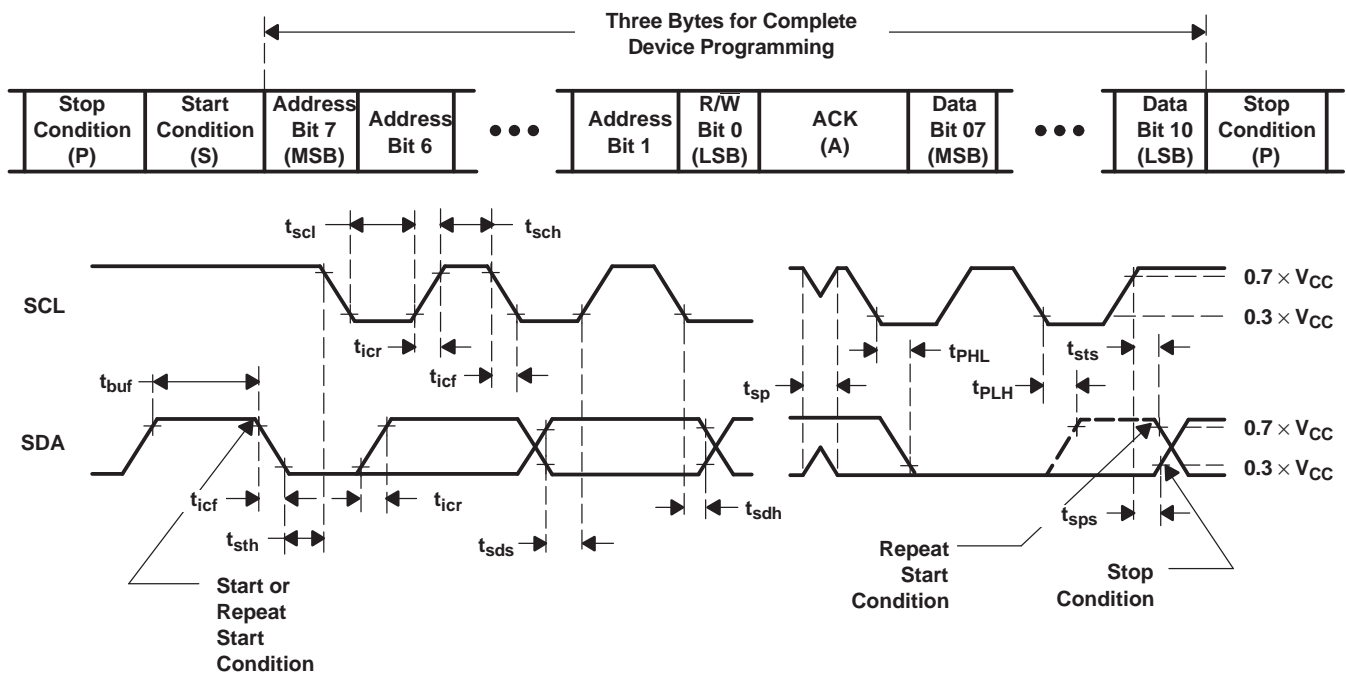 Three Bytes for Complete
Device Programming
Stop
Condition
(P)
Start
Condition
(S)
Address
Bit 7
(MSB)
Address
Bit 6
•••
Address
Bit 1
R/W̅
Bit 0
(LSB)
ACK
(A)
Data
Bit 07
(MSB)
•••
Data
Bit 10
(LSB)
Stop
Condition
(P)
tscl
tsch
SCL
0.7 × VCC
0.3 × VCC
ticr
ticf
tbuf
tsp
tPHL
tPLH
tsts
SDA
0.7 × VCC
0.3 × VCC
ticf
ticr
tsth
tsds
tsdh
tsps
Start or
Repeat
Start
Condition
Repeat
Start
Condition
Stop
Condition